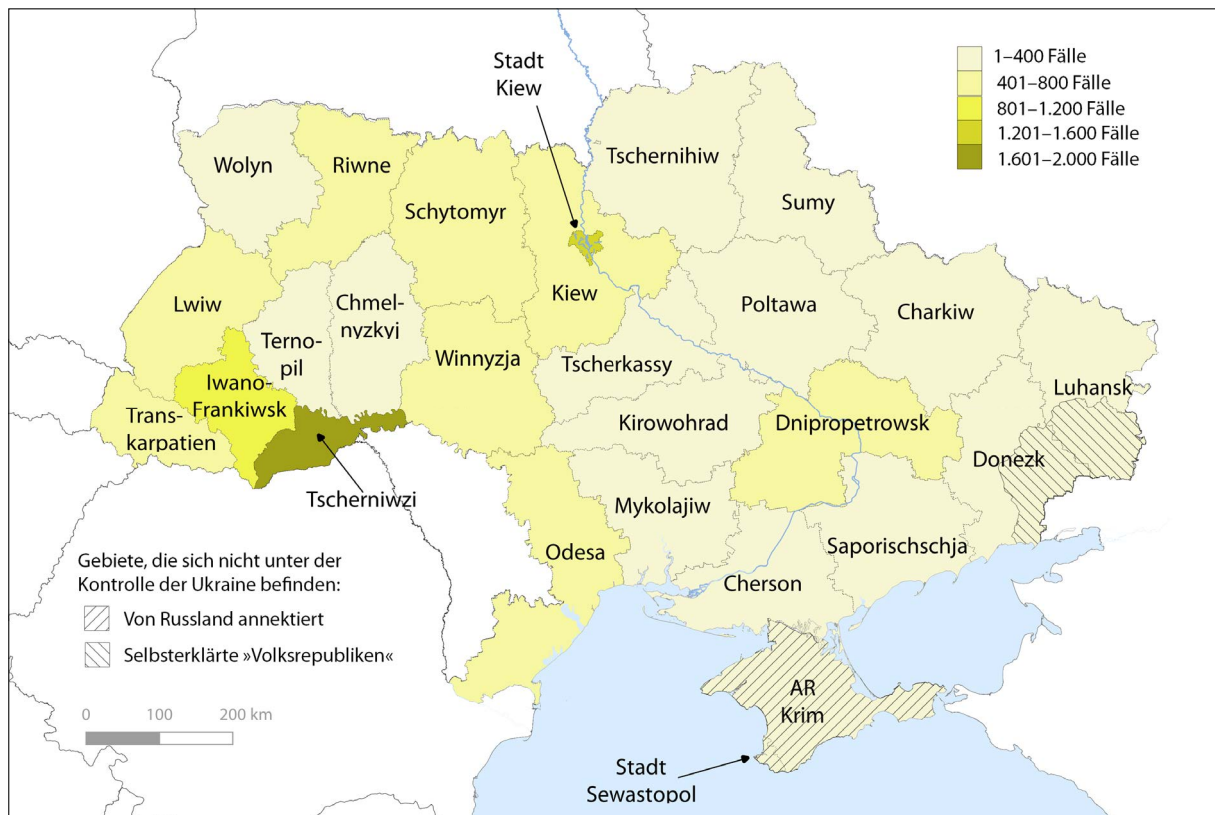 1–400 Fälle
401–800 Fälle
801–1.200 Fälle
1.201–1.600 Fälle
1.601–2.000 Fälle
Stadt
Kiew
Wolyn
Riwne
Schytomyr
Tschernihiw
Sumy
Kiew
Lwiw
Terno-
pil
Chmel-
nyzkyj
Winnyzja
Tscherkassy
Poltawa
Charkiw
Luhansk
Iwano-
Frankiwsk
Trans-
karpatien
Tscherniwzi
Kirowohrad
Dnipropetrowsk
Donezk
Mykolajiw
Odesa
Saporischschja
Cherson
AR
Krim
Stadt
Sewastopol
Gebiete, die sich nicht unter der
Kontrolle der Ukraine befinden:
Von Russland annektiert
Selbsterklärte »Volksrepubliken«
0 100 200 km